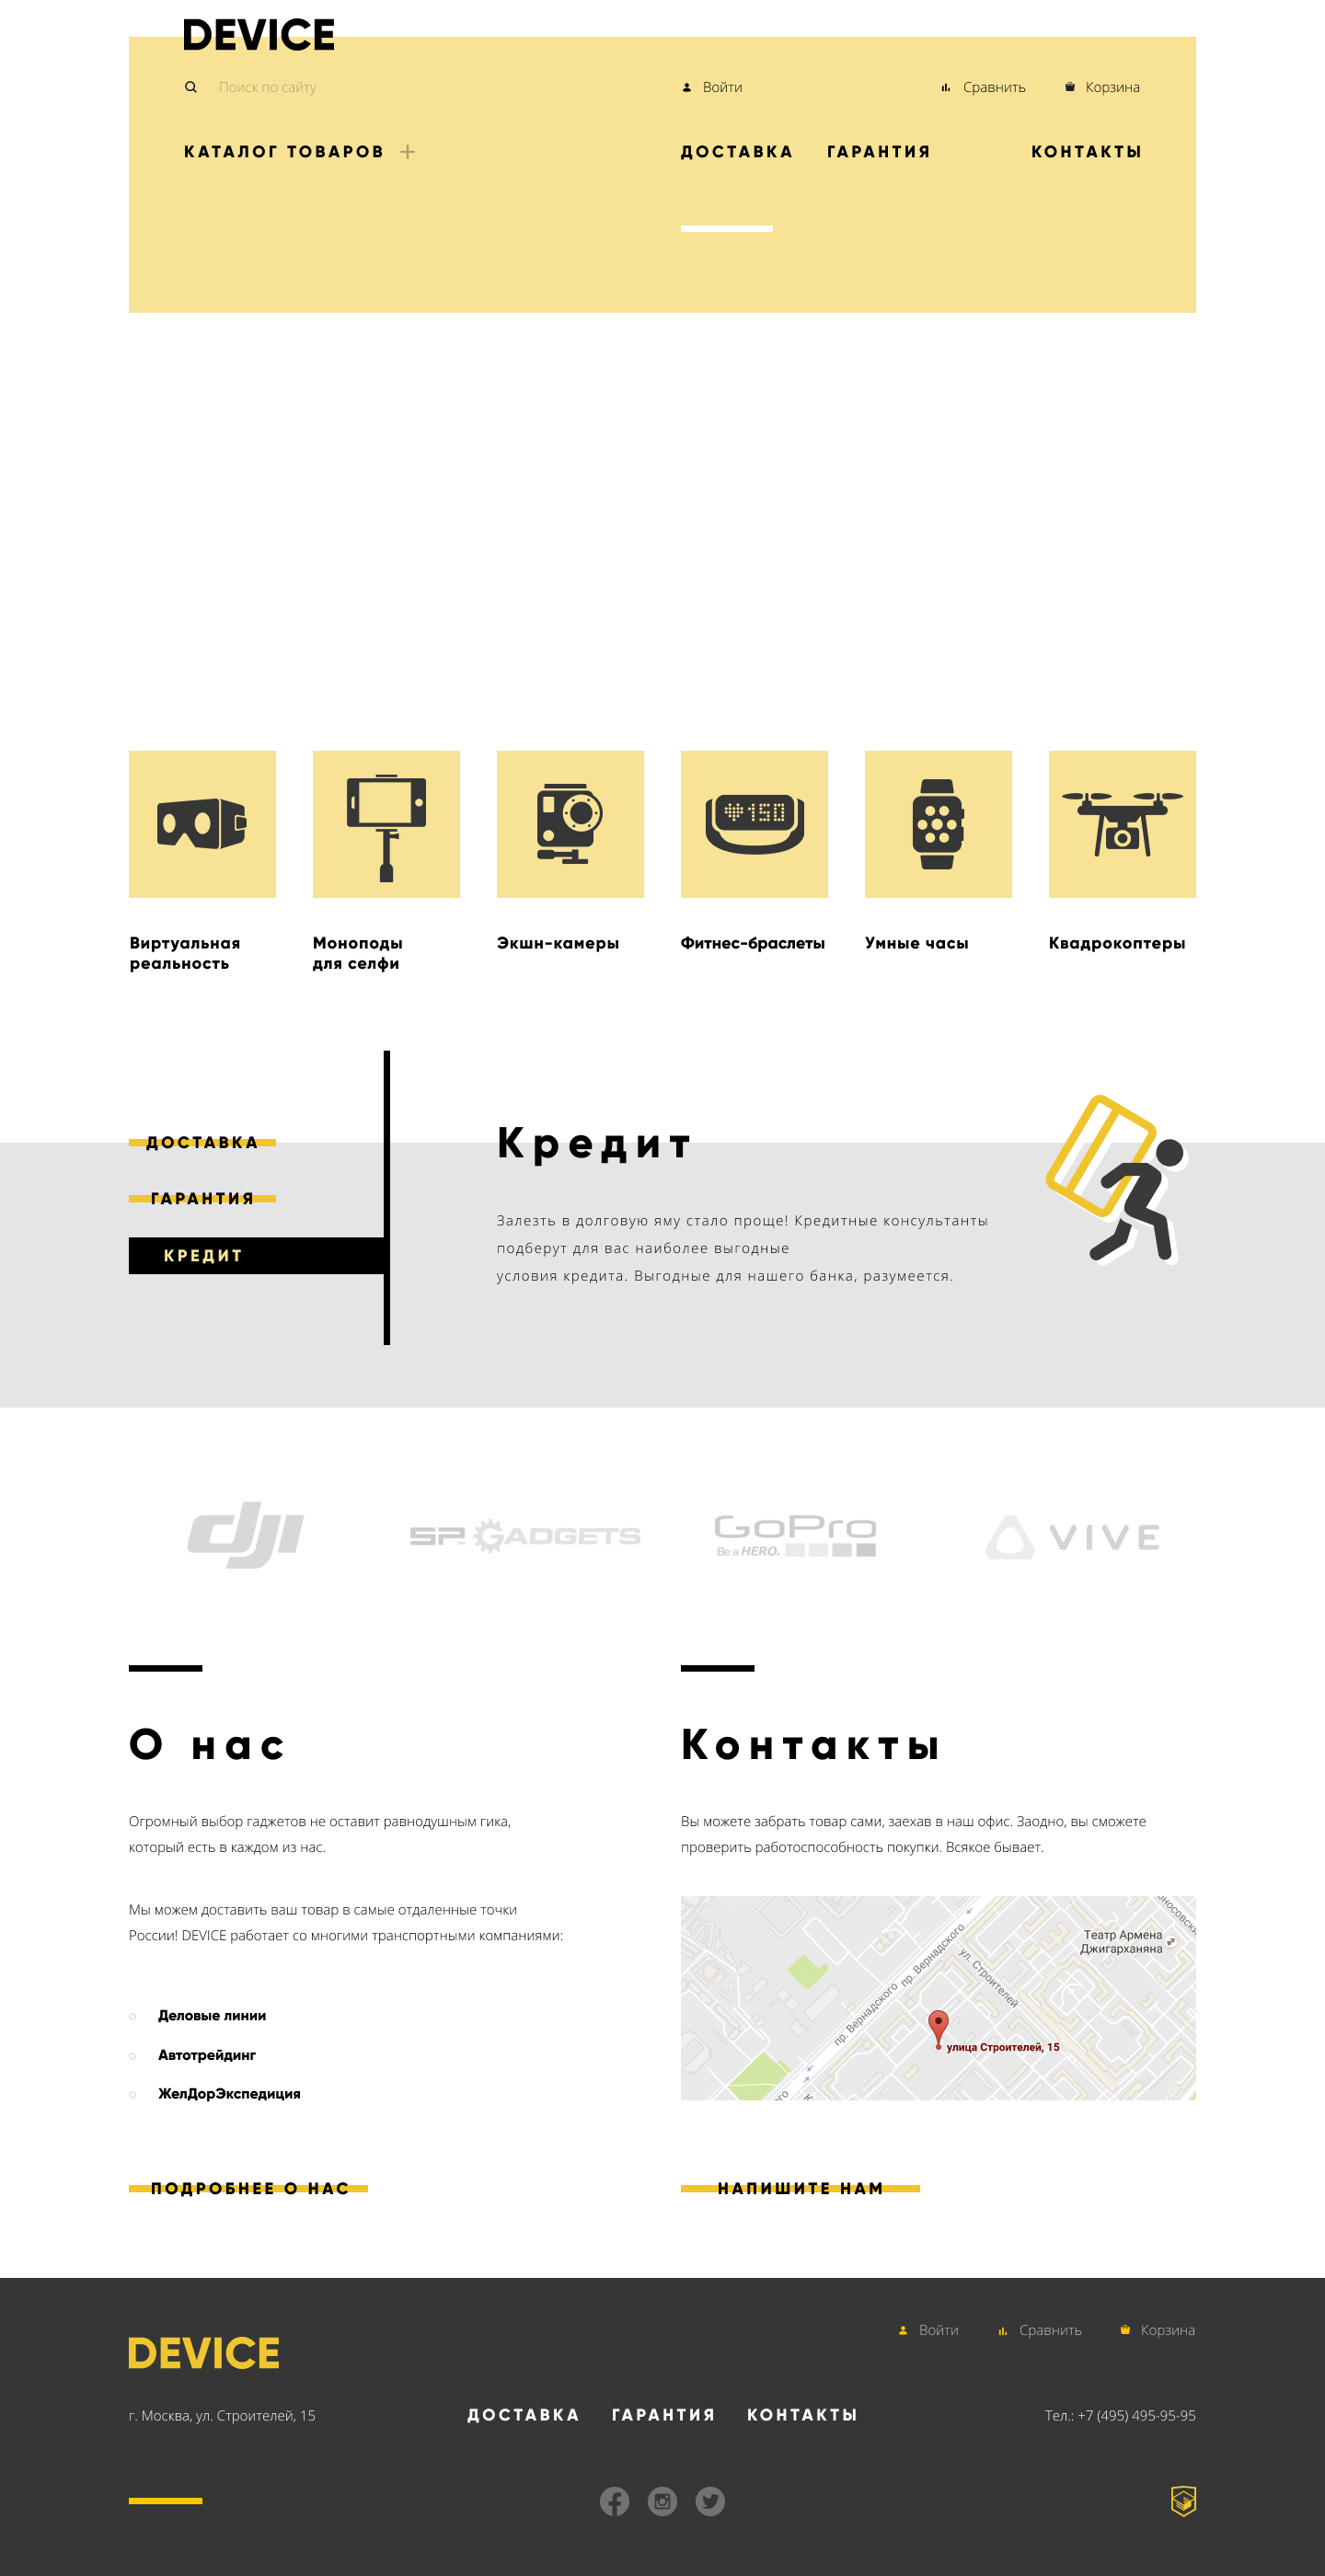 DEVICE
Поиск по сайту
Войти
Сравнить
Корзина
КАТАЛОГ ТОВАРОВ
ДОСТАВКА
ГАРАНТИЯ
КОНТАКТЫ
150
Виртуальная
реальность
Моноподы
для селфи
Экшн-камеры
Фитнес-браслеты
Умные часы
Квадрокоптеры
ДОСТАВКА
ГАРАНТИЯ
КРЕДИТ
Кредит
Залезть в долговую яму стало проще! Кредитные консультанты
подберут для вас наиболее выгодные
условия кредита. Выгодные для нашего банка, разумеется.
dji
SP GADGETS
GoPro
Be a HERO.
VIVE
О нас
Огромный выбор гаджетов не оставит равнодушным гика,
который есть в каждом из нас.
Мы можем доставить ваш товар в самые отдаленные точки
России! DEVICE работает со многими транспортными компаниями:
Деловые линии
Автотрейдинг
ЖелДорЭкспедиция
ПОДРОБНЕЕ О НАС
Контакты
Вы можете забрать товар сами, заехав в наш офис. Заодно, вы сможете
проверить работоспособность покупки. Всякое бывает.
Театр Армена
Джигарханяна
пр. Вернадского
ул. Строителей
пр. Вернадского
улица Строителей, 15
НАПИШИТЕ НАМ
DEVICE
Войти
Сравнить
Корзина
г. Москва, ул. Строителей, 15
ДОСТАВКА
ГАРАНТИЯ
КОНТАКТЫ
Тел.: +7 (495) 495-95-95